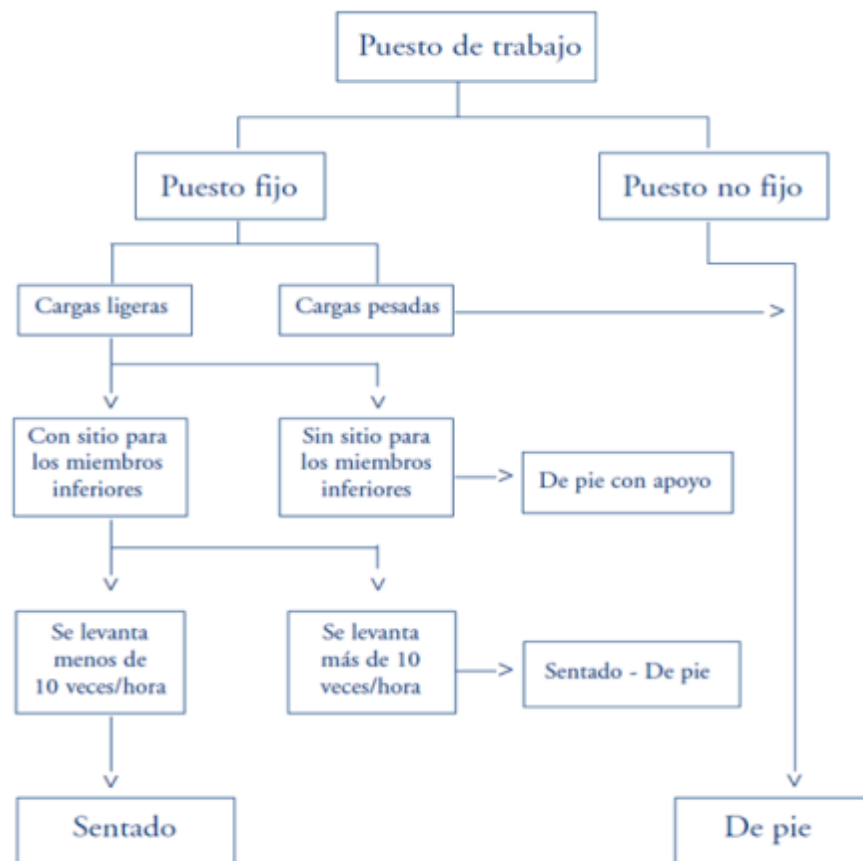 Puesto de trabajo
Puesto fijo
Puesto no fijo
Cargas ligeras
Cargas pesadas
Con sitio para
los miembros
inferiores
Sin sitio para
los miembros
inferiores
De pie con apoyo
Se levanta
menos de
10 veces/hora
Se levanta
más de 10
veces/hora
Sentado - De pie
Sentado
De pie